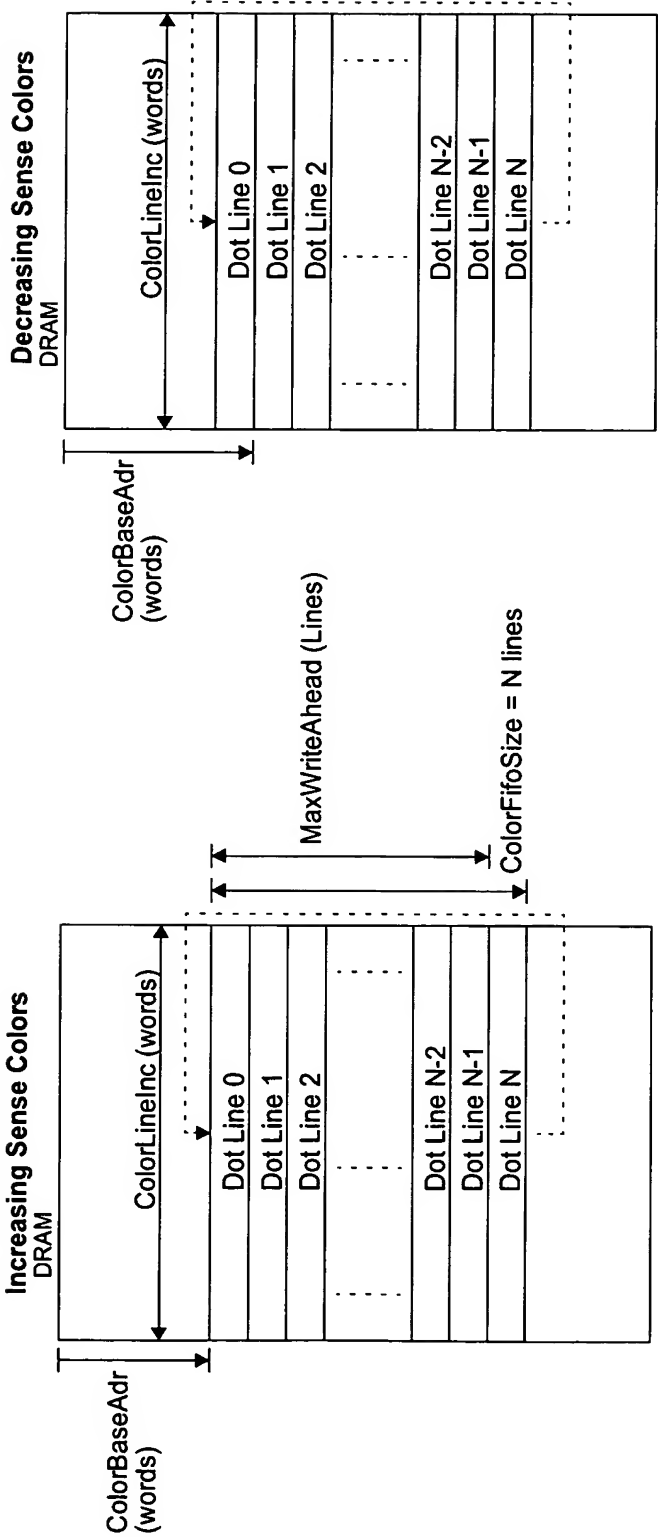 Increasing Sense Colors
DRAM
ColorBaseAdr
(words)
ColorLineInc (words)
Dot Line 0
Dot Line 1
Dot Line 2
Dot Line N-2
Dot Line N-1
Dot Line N
MaxWriteAhead (Lines)
ColorFifoSize = N lines
Decreasing Sense Colors
DRAM
ColorBaseAdr
(words)
ColorLineInc (words)
Dot Line 0
Dot Line 1
Dot Line 2
Dot Line N-2
Dot Line N-1
Dot Line N